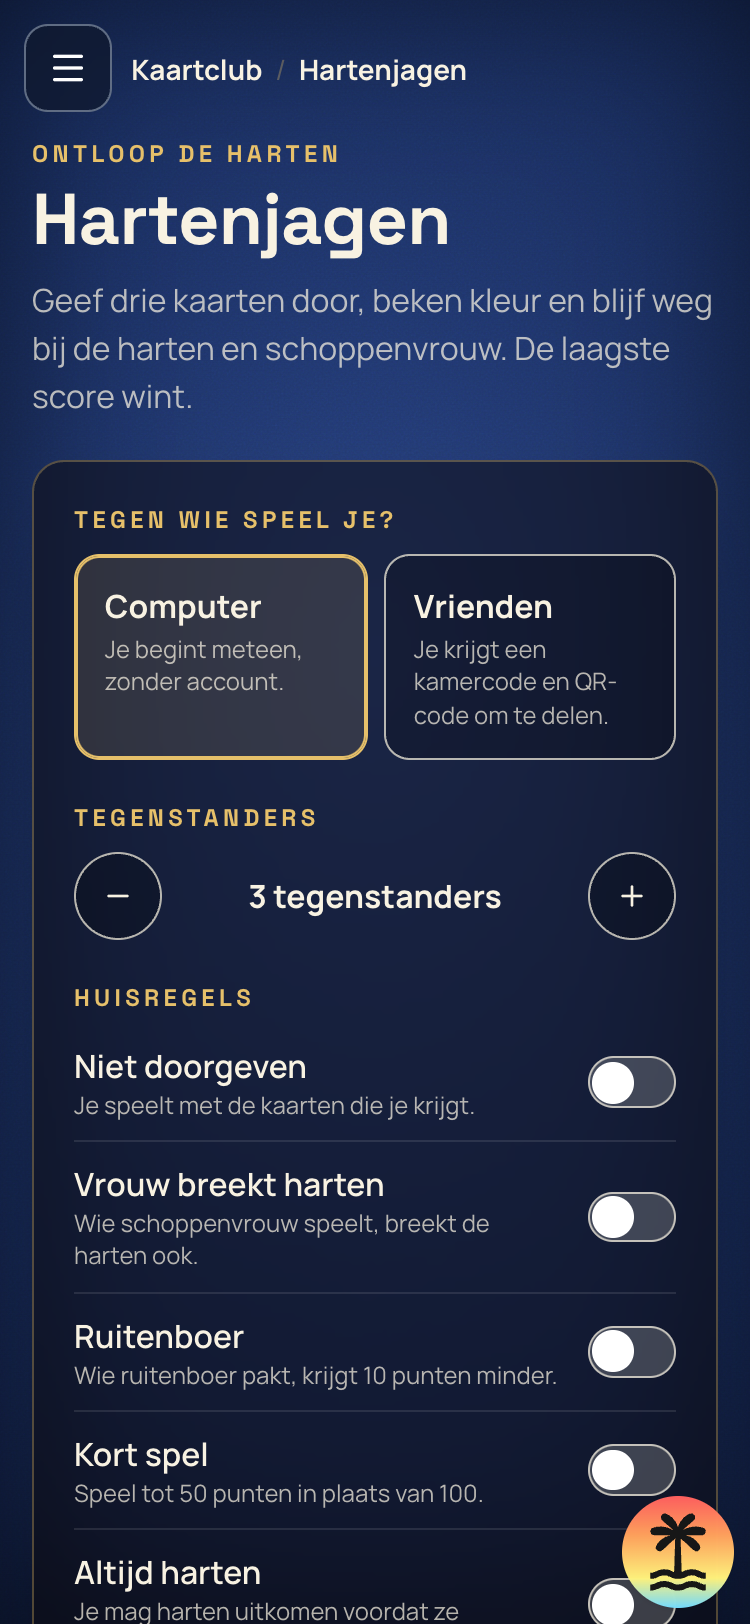 Kaartclub / Hartenjagen
ONTLOOP DE HARTEN
Hartenjagen
Geef drie kaarten door, beken kleur en blijf weg
bij de harten en schoppenvrouw. De laagste
score wint.
TEGEN WIE SPEEL JE?
Computer
Je begint meteen,
zonder account.
Vrienden
Je krijgt een
kamercode en QR-
code om te delen.
TEGENSTANDERS
3 tegenstanders
HUISREGELS
Niet doorgeven
Je speelt met de kaarten die je krijgt.
Vrouw breekt harten
Wie schoppenvrouw speelt, breekt de
harten ook.
Ruitenboer
Wie ruitenboer pakt, krijgt 10 punten minder.
Kort spel
Speel tot 50 punten in plaats van 100.
Altijd harten
Je mag harten uitkomen voordat ze